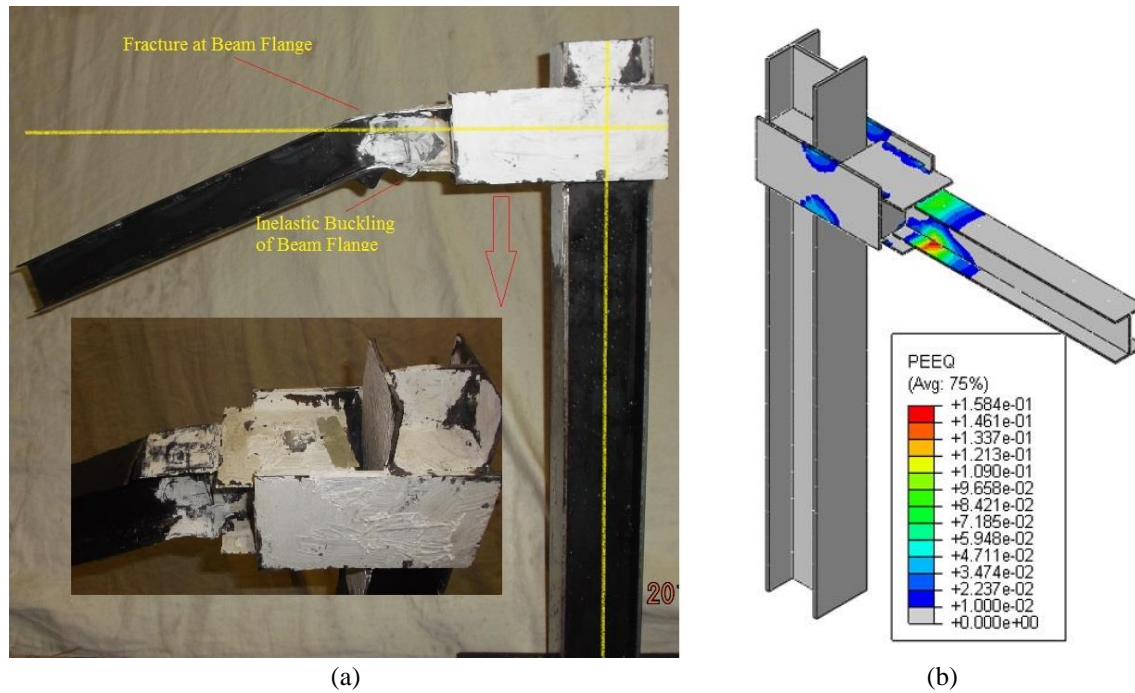 Fracture at Beam Flange
Inelastic Buckling
of Beam Flange
20
(a)
PEEQ
(Avg: 75%)
+1.584e-01
+1.461e-01
+1.337e-01
+1.213e-01
+1.090e-01
+9.658e-02
+8.421e-02
+7.185e-02
+5.948e-02
+4.711e-02
+3.474e-02
+2.237e-02
+1.000e-02
+0.000e+00
(b)